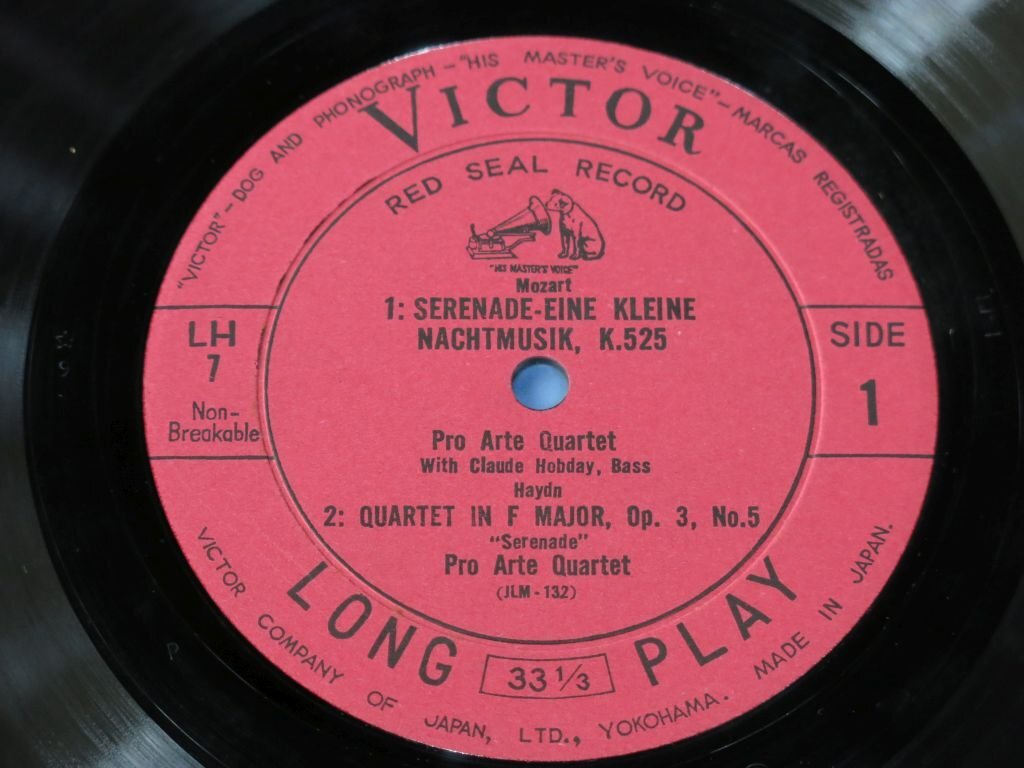 "VICTOR" - DOG AND PHONOGRAPH - "HIS MASTER'S VOICE" - MARCAS REGISTRADAS
VICTOR
RED SEAL RECORD
"HIS MASTER'S VOICE"
Mozart
1: SERENADE-EINE KLEINE
NACHTMUSIK, K.525
LH
7
Non-
Breakable
SIDE
1
Pro Arte Quartet
With Claude Hobday, Bass
Haydn
2: QUARTET IN F MAJOR, Op. 3, No.5
"Serenade"
Pro Arte Quartet
(JLM-132)
LONG PLAY
33 1/3
VICTOR COMPANY OF JAPAN, LTD., YOKOHAMA. MADE IN JAPAN.